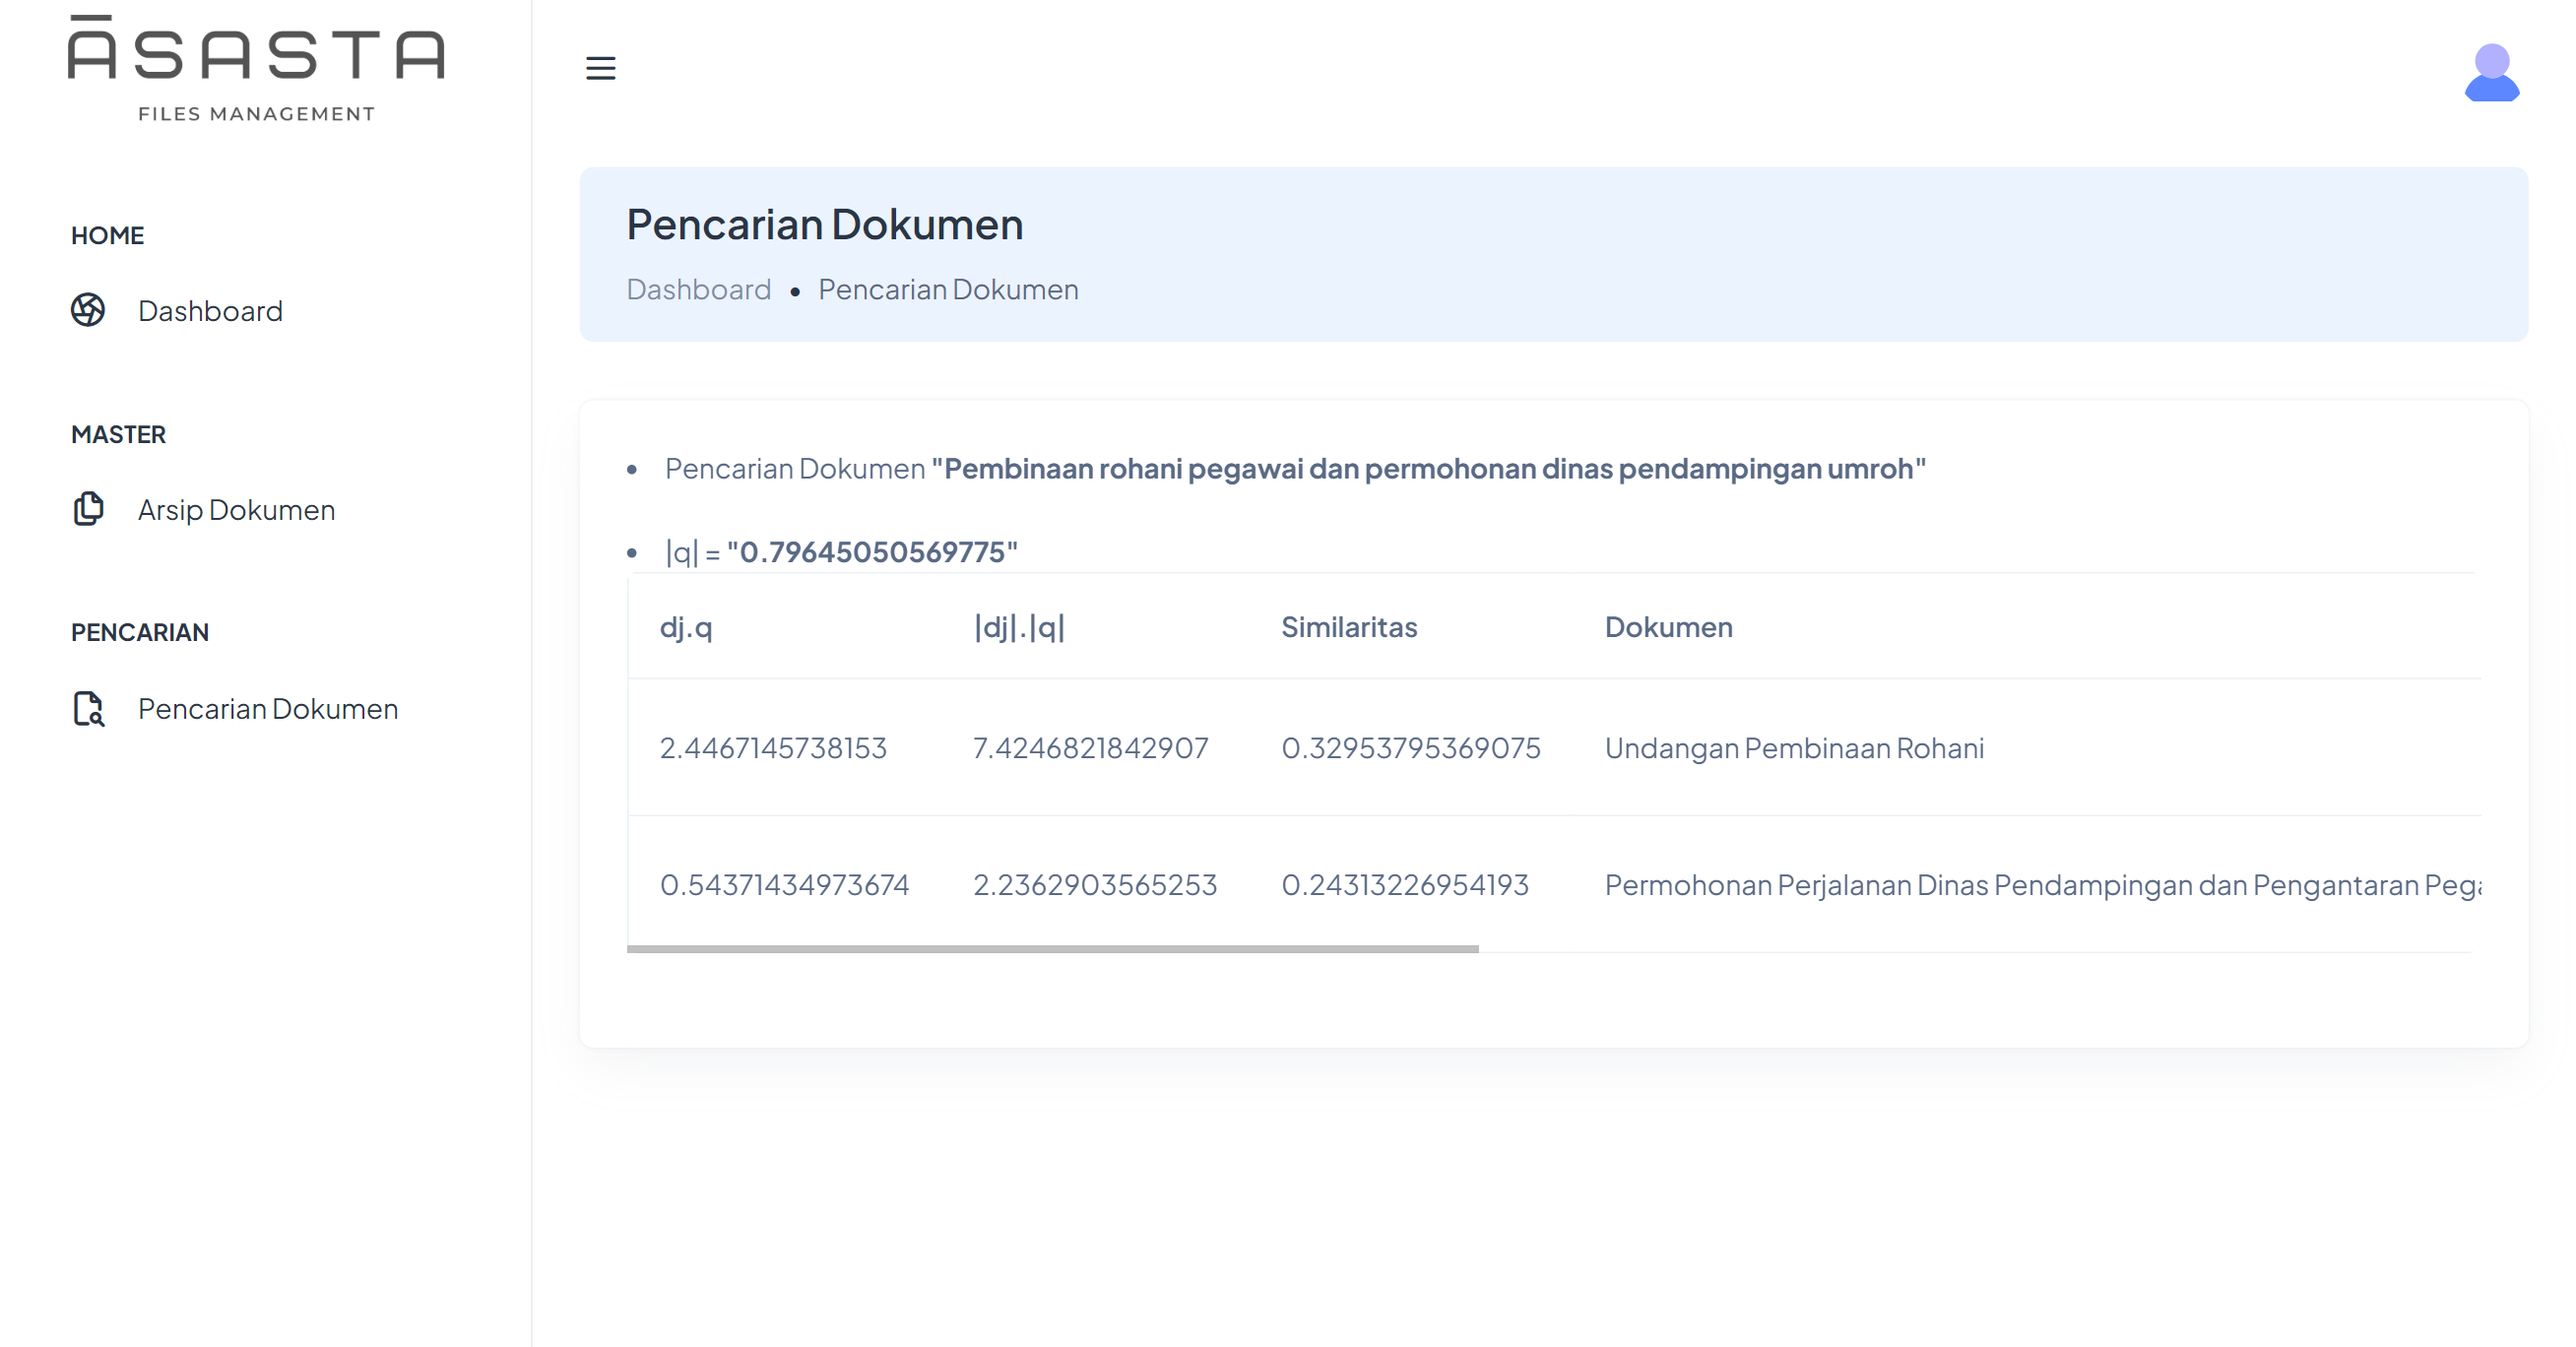 ĀSASTA
FILES MANAGEMENT
HOME
Dashboard
MASTER
Arsip Dokumen
PENCARIAN
Pencarian Dokumen
Pencarian Dokumen
Dashboard • Pencarian Dokumen
• Pencarian Dokumen "Pembinaan rohani pegawai dan permohonan dinas pendampingan umroh"
• |q| = "0.79645050569775"
dj.q |dj|.|q| Similaritas Dokumen
2.4467145738153 7.4246821842907 0.32953795369075 Undangan Pembinaan Rohani
0.54371434973674 2.2362903565253 0.24313226954193 Permohonan Perjalanan Dinas Pendampingan dan Pengantaran